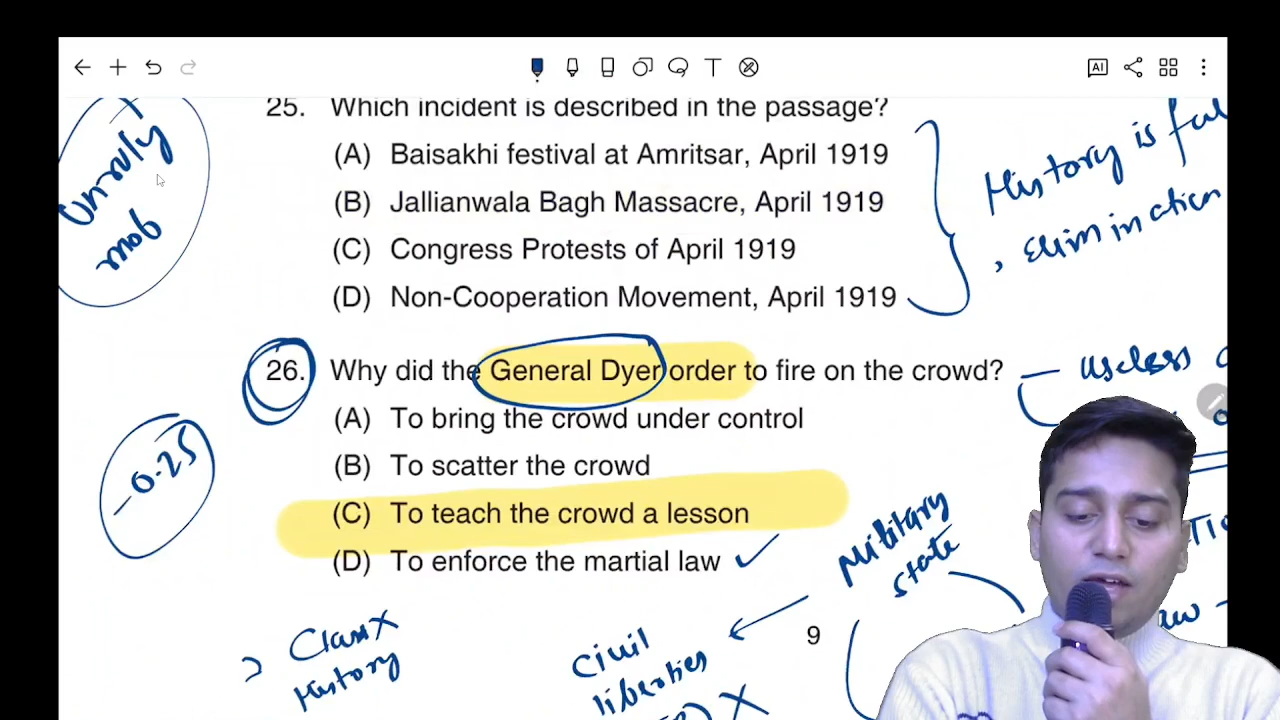 AI
25. Which incident is described in the passage?
(A) Baisakhi festival at Amritsar, April 1919
(B) Jallianwala Bagh Massacre, April 1919
(C) Congress Protests of April 1919
(D) Non-Cooperation Movement, April 1919
Unruly
mob
History is
, elimination
26. Why did the General Dyer order to fire on the crowd?
(A) To bring the crowd under control
(B) To scatter the crowd
(C) To teach the crowd a lesson
(D) To enforce the martial law
— useless
-0.25
Military
state
9
Class X
History
Civil
liberties